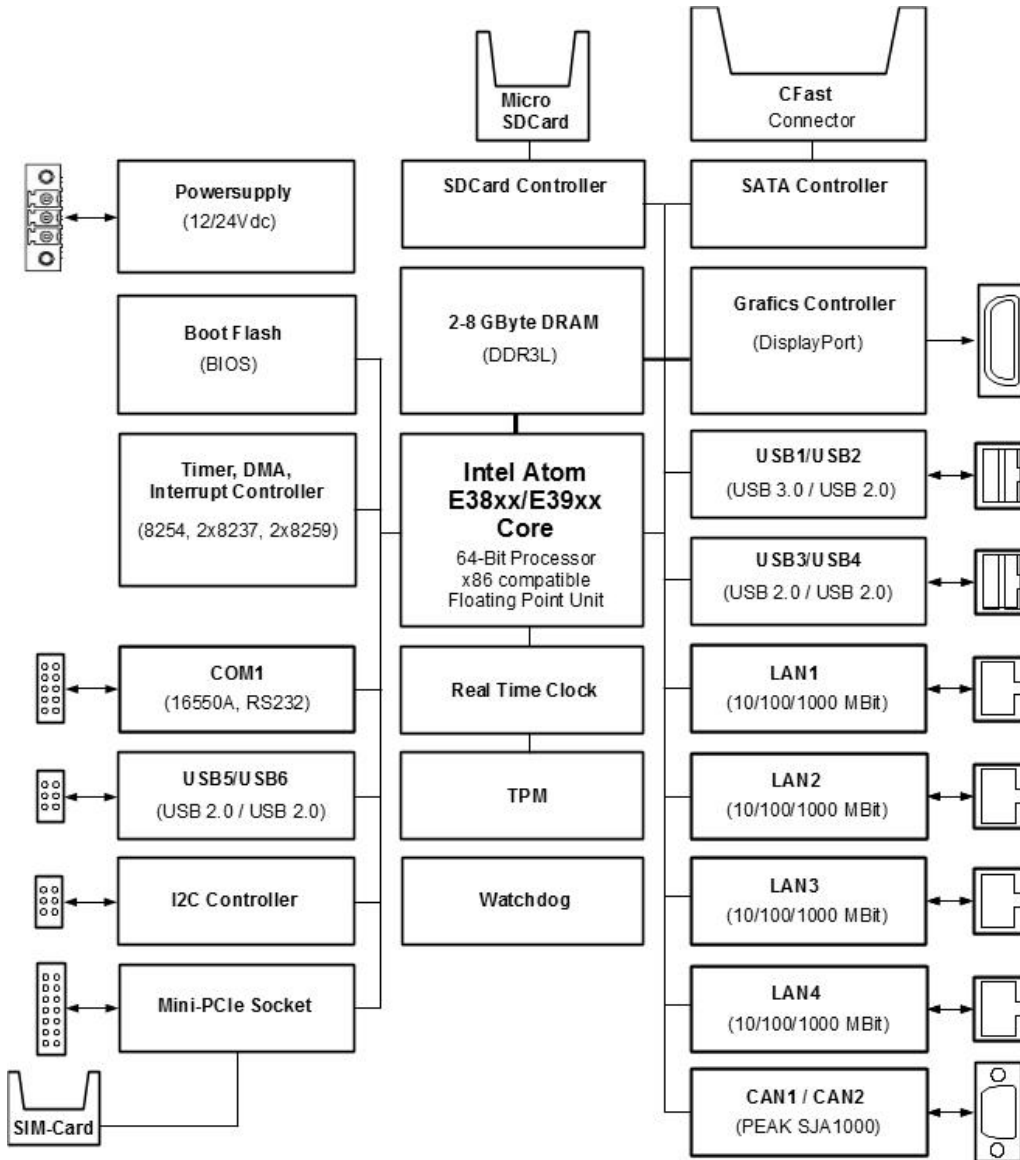 Micro
SDCard
CFast
Connector
Powersupply
(12/24Vdc)
SDCard Controller
SATA Controller
Boot Flash
(BIOS)
2-8 GByte DRAM
(DDR3L)
Grafics Controller
(DisplayPort)
Timer, DMA,
Interrupt Controller
(8254, 2x8237, 2x8259)
Intel Atom
E38xx/E39xx
Core
64-Bit Processor
x86 compatible
Floating Point Unit
USB1/USB2
(USB 3.0 / USB 2.0)
USB3/USB4
(USB 2.0 / USB 2.0)
COM1
(16550A, RS232)
Real Time Clock
LAN1
(10/100/1000 MBit)
USB5/USB6
(USB 2.0 / USB 2.0)
TPM
LAN2
(10/100/1000 MBit)
I2C Controller
Watchdog
LAN3
(10/100/1000 MBit)
Mini-PCIe Socket
LAN4
(10/100/1000 MBit)
SIM-Card
CAN1 / CAN2
(PEAK SJA1000)